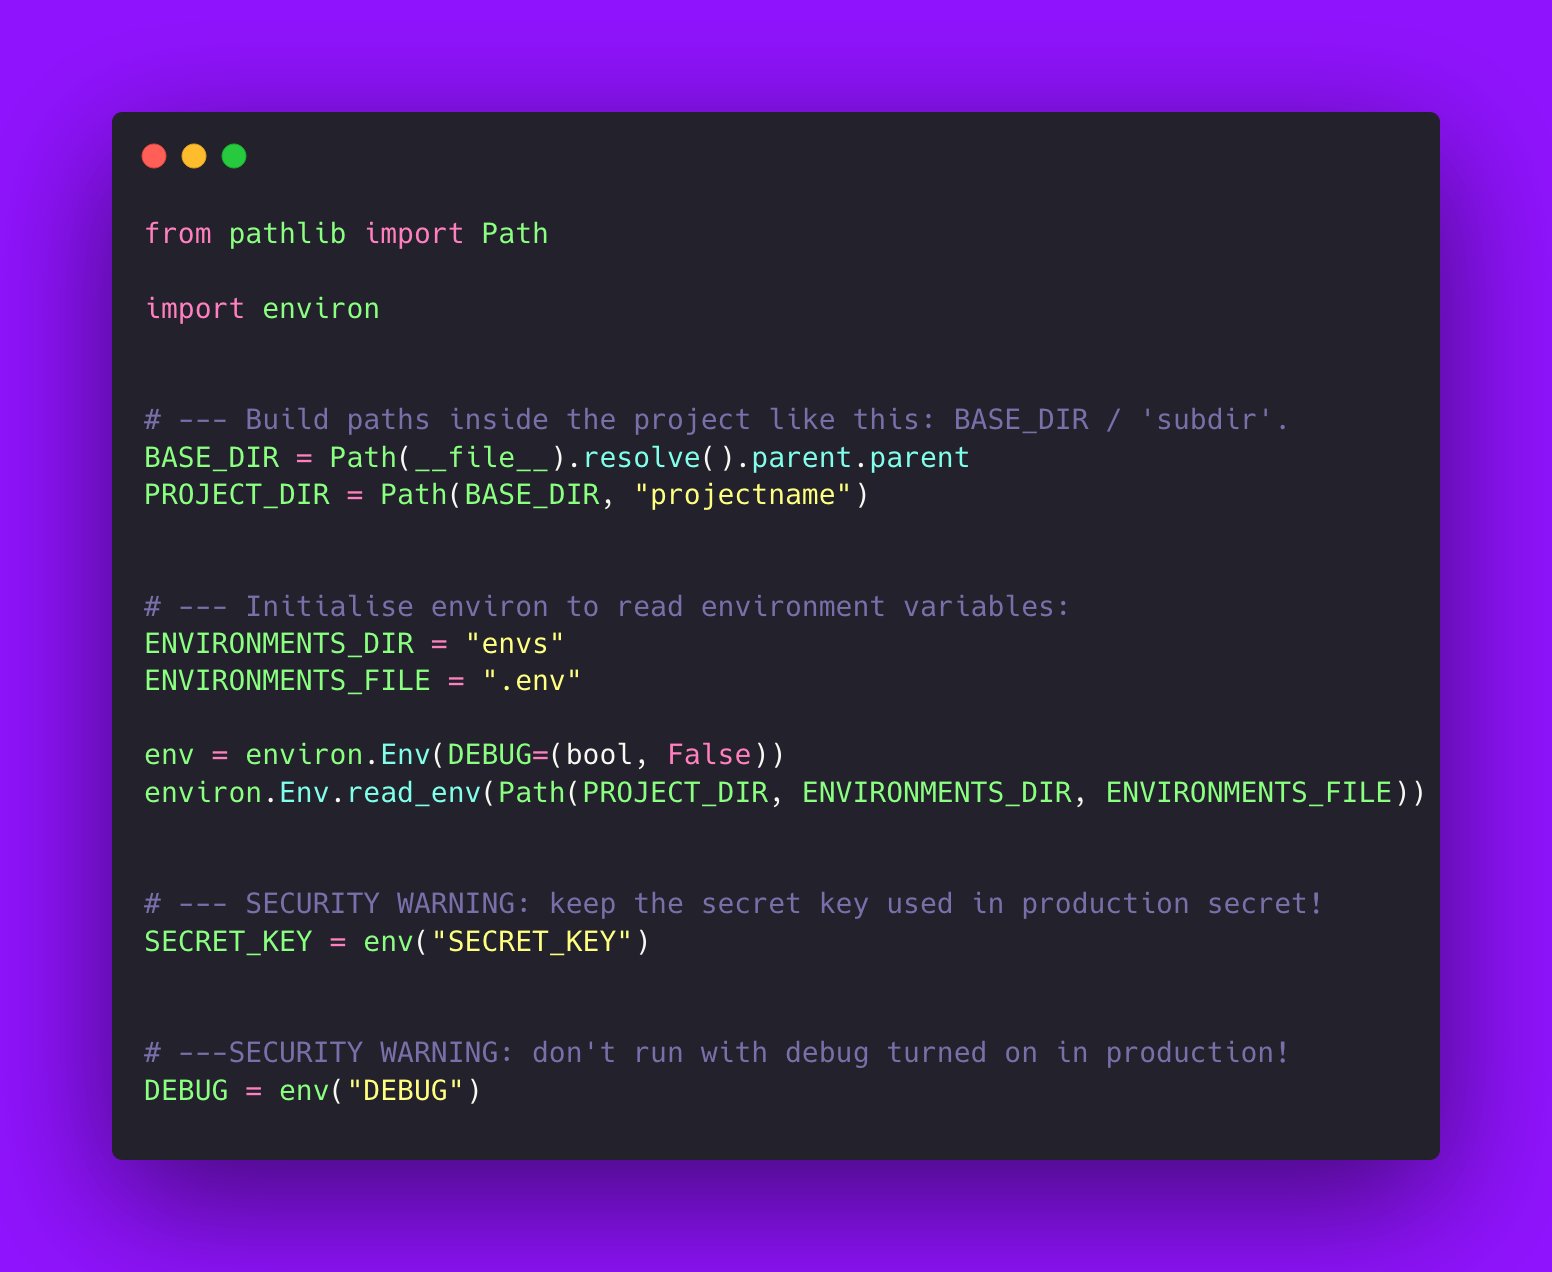 from pathlib import Path
import environ
# --- Build paths inside the project like this: BASE_DIR / 'subdir'.
BASE_DIR = Path(__file__).resolve().parent.parent
PROJECT_DIR = Path(BASE_DIR, "projectname")
# --- Initialise environ to read environment variables:
ENVIRONMENTS_DIR = "envs"
ENVIRONMENTS_FILE = ".env"
env = environ.Env(DEBUG=(bool, False))
environ.Env.read_env(Path(PROJECT_DIR, ENVIRONMENTS_DIR, ENVIRONMENTS_FILE))
# --- SECURITY WARNING: keep the secret key used in production secret!
SECRET_KEY = env("SECRET_KEY")
# ---SECURITY WARNING: don't run with debug turned on in production!
DEBUG = env("DEBUG")